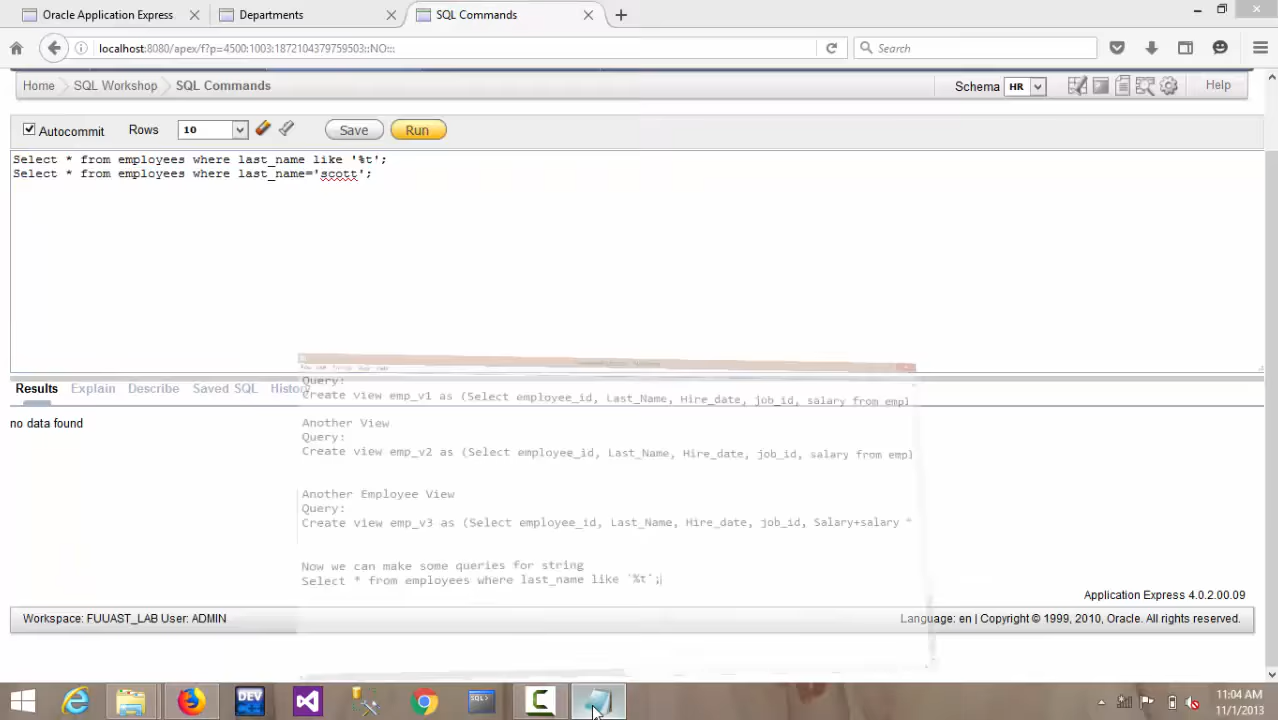 Oracle Application Express
Departments
SQL Commands
localhost:8080/apex/f?p=4500:1003:1872104379759503::NO:::
Search
Home
SQL Workshop
SQL Commands
Schema HR
Help
Autocommit
Rows 10
Save
Run
Select * from employees where last_name like '%t';
Select * from employees where last_name='scott';
Results
Explain
Describe
Saved SQL
History
no data found
Query:
Create view emp_v1 as (Select employee_id, Last_Name, Hire_date, job_id, salary from empl
Another View
Query:
Create view emp_v2 as (Select employee_id, Last_Name, Hire_date, job_id, salary from empl
Another Employee View
Query:
Create view emp_v3 as (Select employee_id, Last_Name, Hire_date, job_id, Salary+salary *
Now we can make some queries for string
Select * from employees where last_name like '%t';
Application Express 4.0.2.00.09
Workspace: FUUAST_LAB User: ADMIN
Language: en | Copyright © 1999, 2010, Oracle. All rights reserved.
DEV
SQL>
11:04 AM
11/1/2013